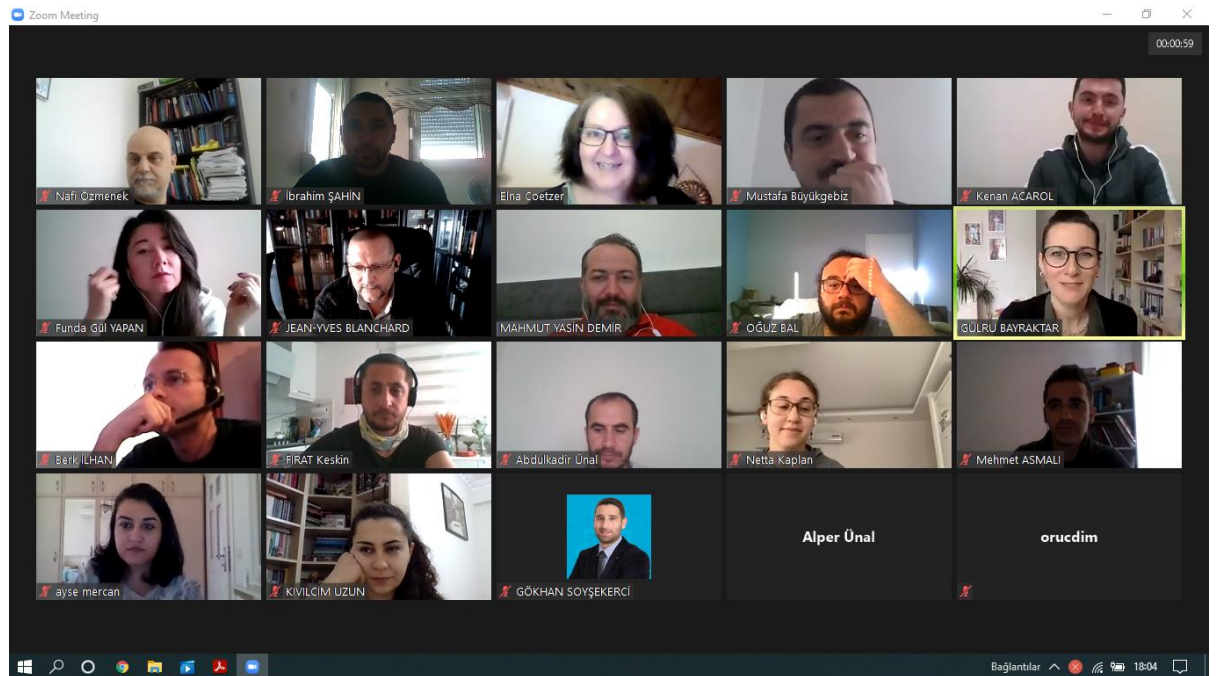 Zoom Meeting
00:00:59
Nafi Özmenek
İbrahim ŞAHİN
Elna Coetzer
Mustafa Büyükgebiz
Kenan ACAROL
Funda Gül YAPAN
JEAN-YVES BLANCHARD
MAHMUT YASİN DEMİR
OĞUZ BAL
GÜLRU BAYRAKTAR
Berk İLHAN
FIRAT Keskin
Abdulkadir Ünal
Netta Kaplan
Mehmet ASMALI
ayse mercan
KIVILCIM UZUN
GÖKHAN SOYŞEKERCİ
Alper Ünal
orucdim
Bağlantılar
18:04